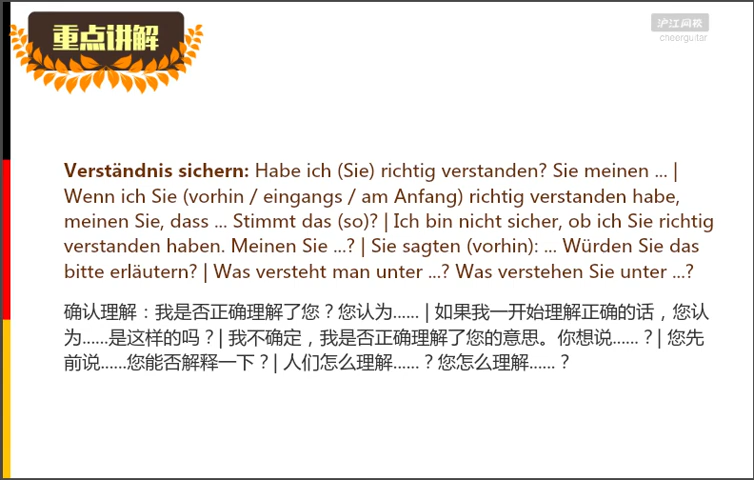 重点讲解
沪江网校
cheerguitar
Verständnis sichern: Habe ich (Sie) richtig verstanden? Sie meinen ... |
Wenn ich Sie (vorhin / eingangs / am Anfang) richtig verstanden habe,
meinen Sie, dass ... Stimmt das (so)? | Ich bin nicht sicher, ob ich Sie richtig
verstanden haben. Meinen Sie ...? | Sie sagten (vorhin): ... Würden Sie das
bitte erläutern? | Was versteht man unter ...? Was verstehen Sie unter ...?
确认理解：我是否正确理解了您？您认为...... | 如果我一开始理解正确的话，您认
为......是这样的吗？| 我不确定，我是否正确理解了您的意思。你想说......？| 您先
前说......您能否解释一下？| 人们怎么理解......？您怎么理解......？